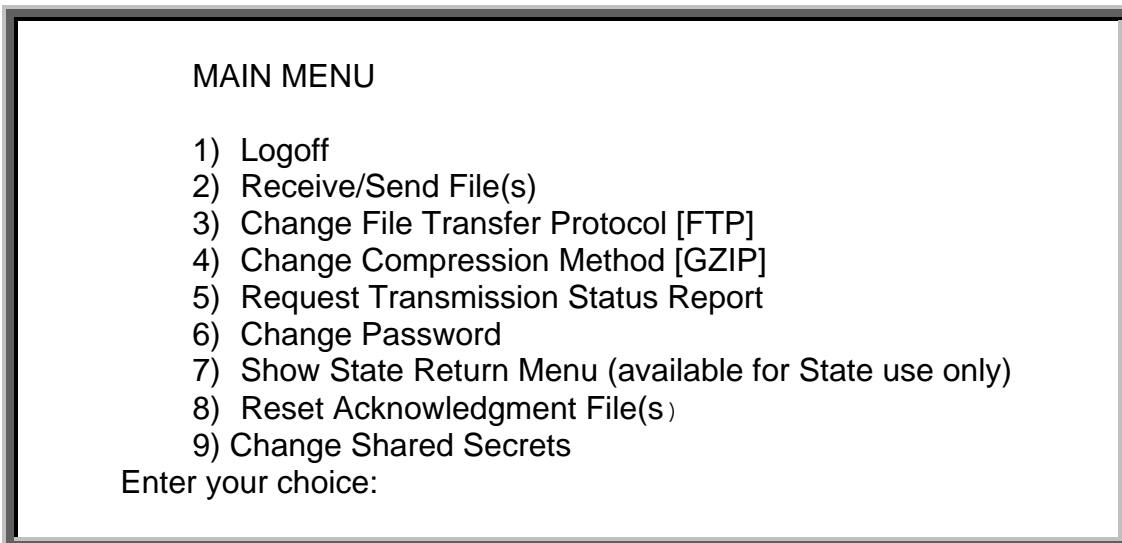 MAIN MENU
1) Logoff
2) Receive/Send File(s)
3) Change File Transfer Protocol [FTP]
4) Change Compression Method [GZIP]
5) Request Transmission Status Report
6) Change Password
7) Show State Return Menu (available for State use only)
8) Reset Acknowledgment File(s)
9) Change Shared Secrets
Enter your choice: